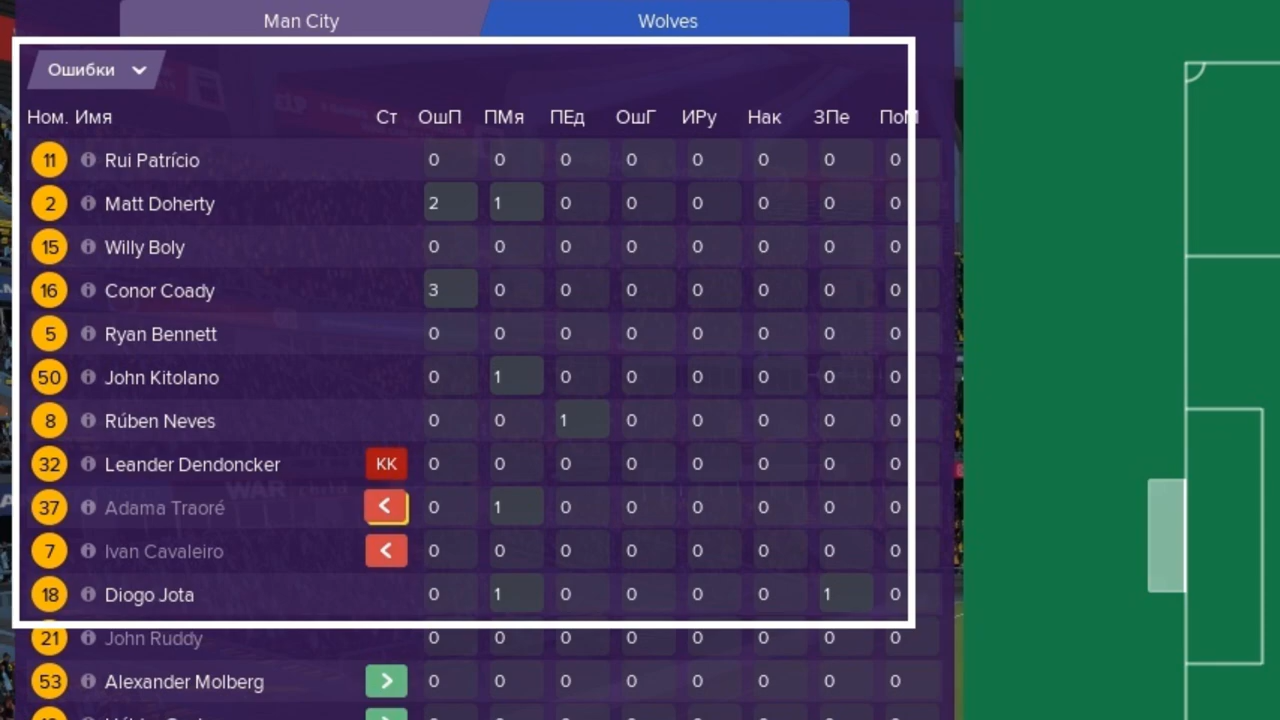 Man City Wolves
Ошибки
Ном. Имя Ст ОшП ПМя ПЕд ОшГ ИРу Нак ЗПе ПоМ
11 Rui Patrício 0 0 0 0 0 0 0 0
2 Matt Doherty 2 1 0 0 0 0 0 0
15 Willy Boly 0 0 0 0 0 0 0 0
16 Conor Coady 3 0 0 0 0 0 0 0
5 Ryan Bennett 0 0 0 0 0 0 0 0
50 John Kitolano 0 1 0 0 0 0 0 0
8 Rúben Neves 0 0 1 0 0 0 0 0
32 Leander Dendoncker КК 0 0 0 0 0 0 0 0
37 Adama Traoré 0 1 0 0 0 0 0 0
7 Ivan Cavaleiro 0 0 0 0 0 0 0 0
18 Diogo Jota 0 1 0 0 0 0 1 0
21 John Ruddy 0 0 0 0 0 0 0 0
53 Alexander Molberg 0 0 0 0 0 0 0 0